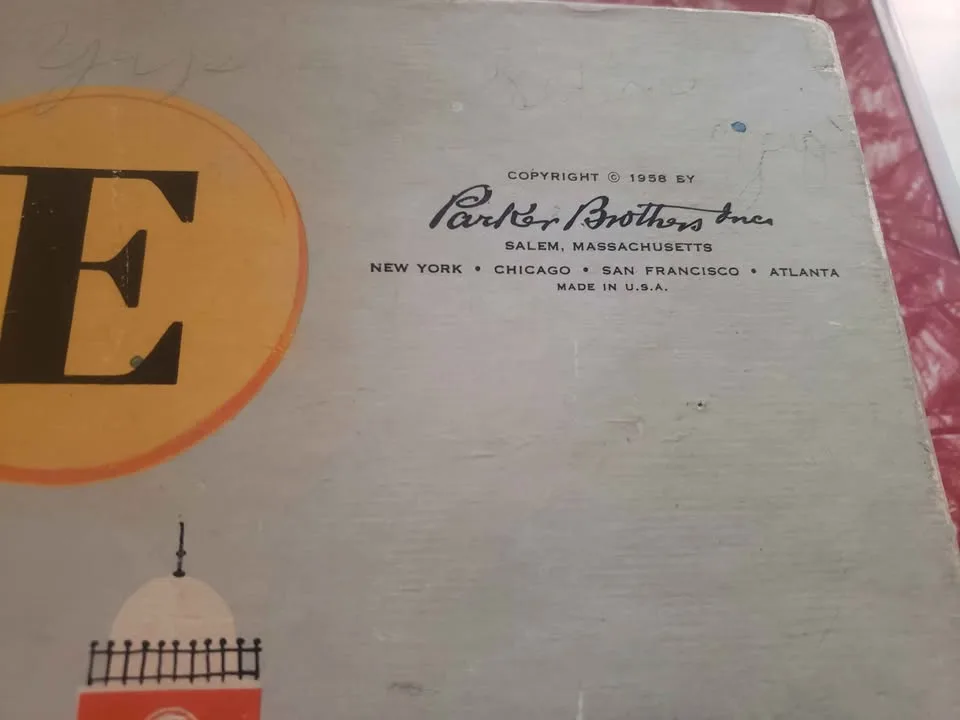 COPYRIGHT © 1958 BY
Parker Brothers Inc
SALEM, MASSACHUSETTS
NEW YORK • CHICAGO • SAN FRANCISCO • ATLANTA
MADE IN U.S.A.
E